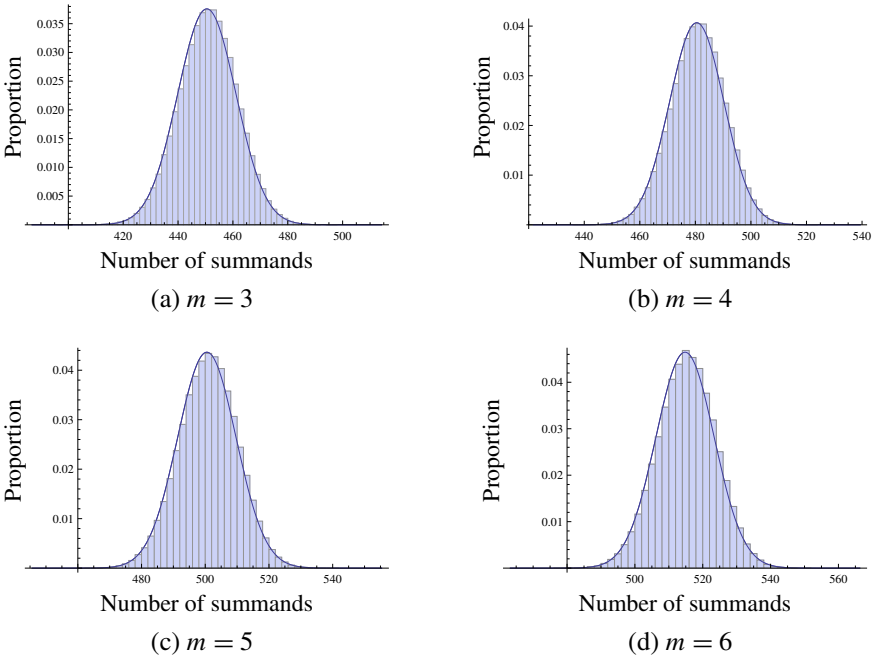 Proportion
0.035
0.030
0.025
0.020
0.015
0.010
0.005
420 440 460 480 500
Number of summands
(a) m = 3
Proportion
0.04
0.03
0.02
0.01
440 460 480 500 520 540
Number of summands
(b) m = 4
Proportion
0.04
0.03
0.02
0.01
480 500 520 540
Number of summands
(c) m = 5
Proportion
0.04
0.03
0.02
0.01
500 520 540 560
Number of summands
(d) m = 6